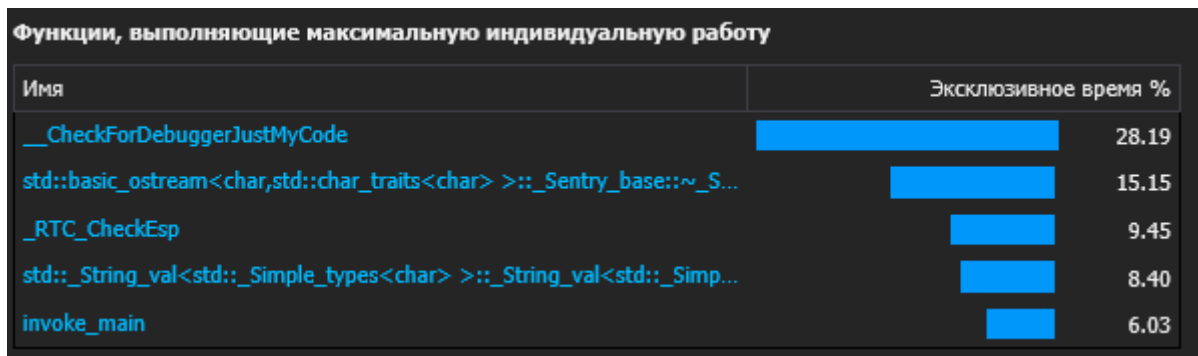 Функции, выполняющие максимальную индивидуальную работу
Имя Эксклюзивное время %
__CheckForDebuggerJustMyCode 28.19
std::basic_ostream<char,std::char_traits<char> >::_Sentry_base::~_S... 15.15
_RTC_CheckEsp 9.45
std::_String_val<std::_Simple_types<char> >::_String_val<std::_Simp... 8.40
invoke_main 6.03